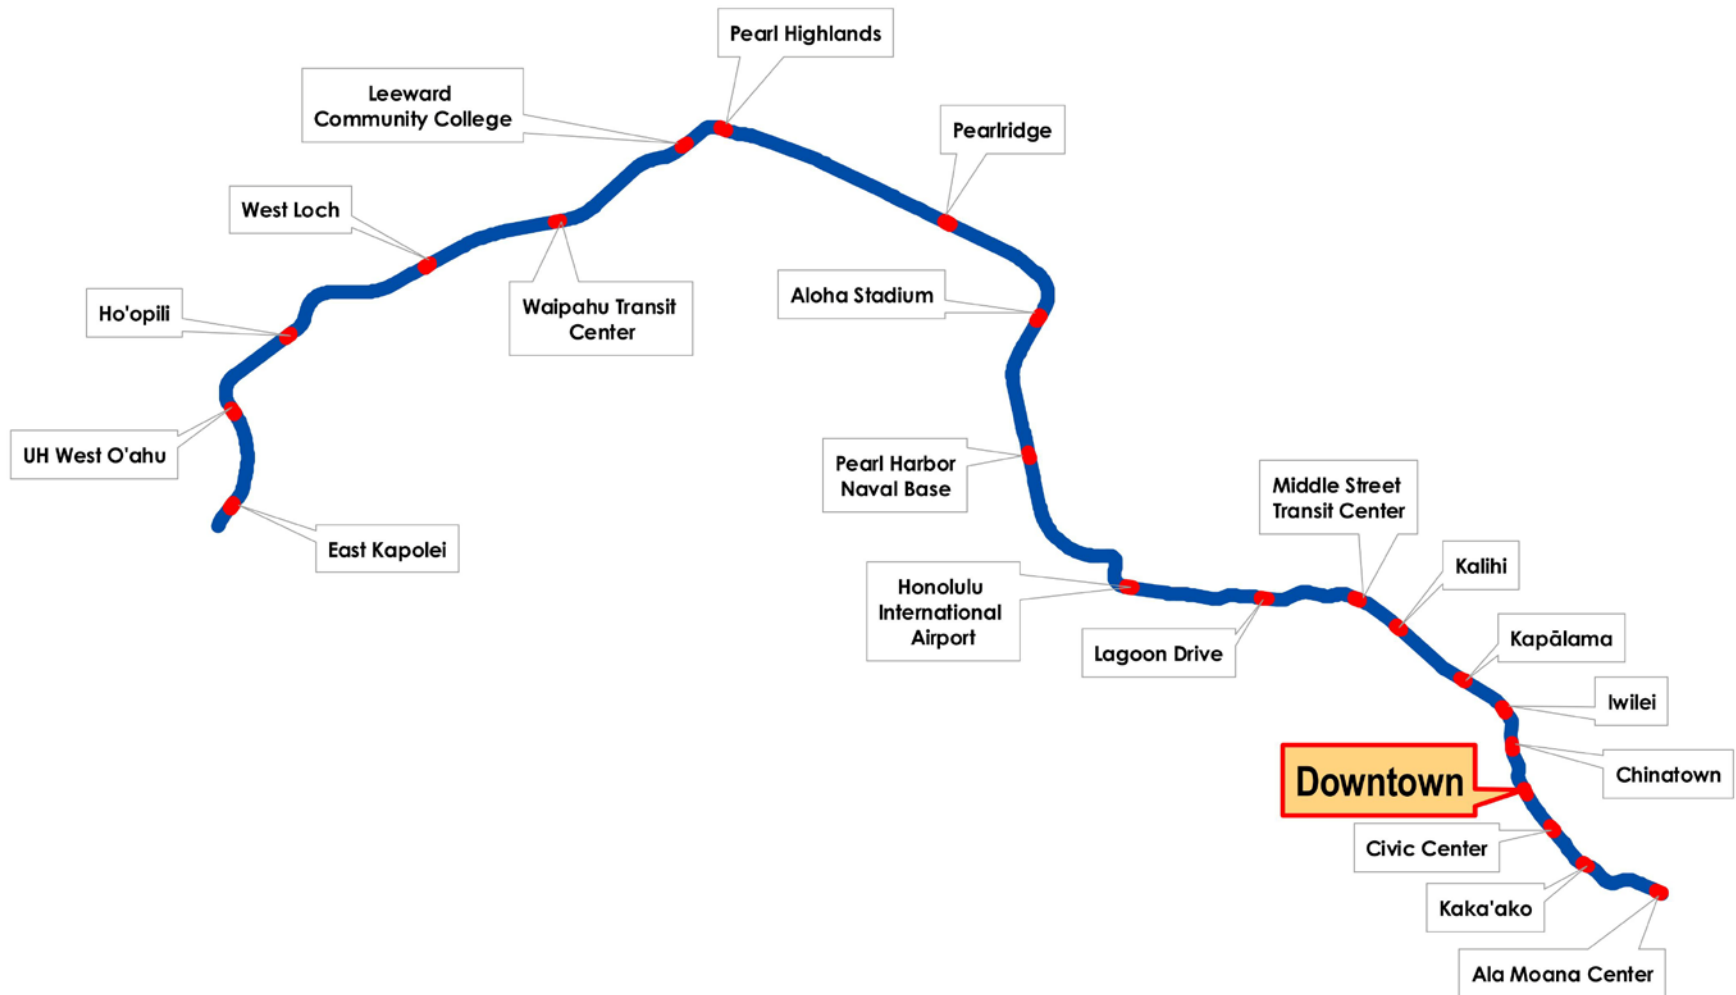 Pearl Highlands
Leeward
Community College
Pearlridge
West Loch
Aloha Stadium
Ho'opili
Waipahu Transit
Center
UH West O'ahu
Pearl Harbor
Naval Base
Middle Street
Transit Center
East Kapolei
Kalihi
Honolulu
International
Airport
Lagoon Drive
Kapālama
Iwilei
Chinatown
Downtown
Civic Center
Kaka'ako
Ala Moana Center